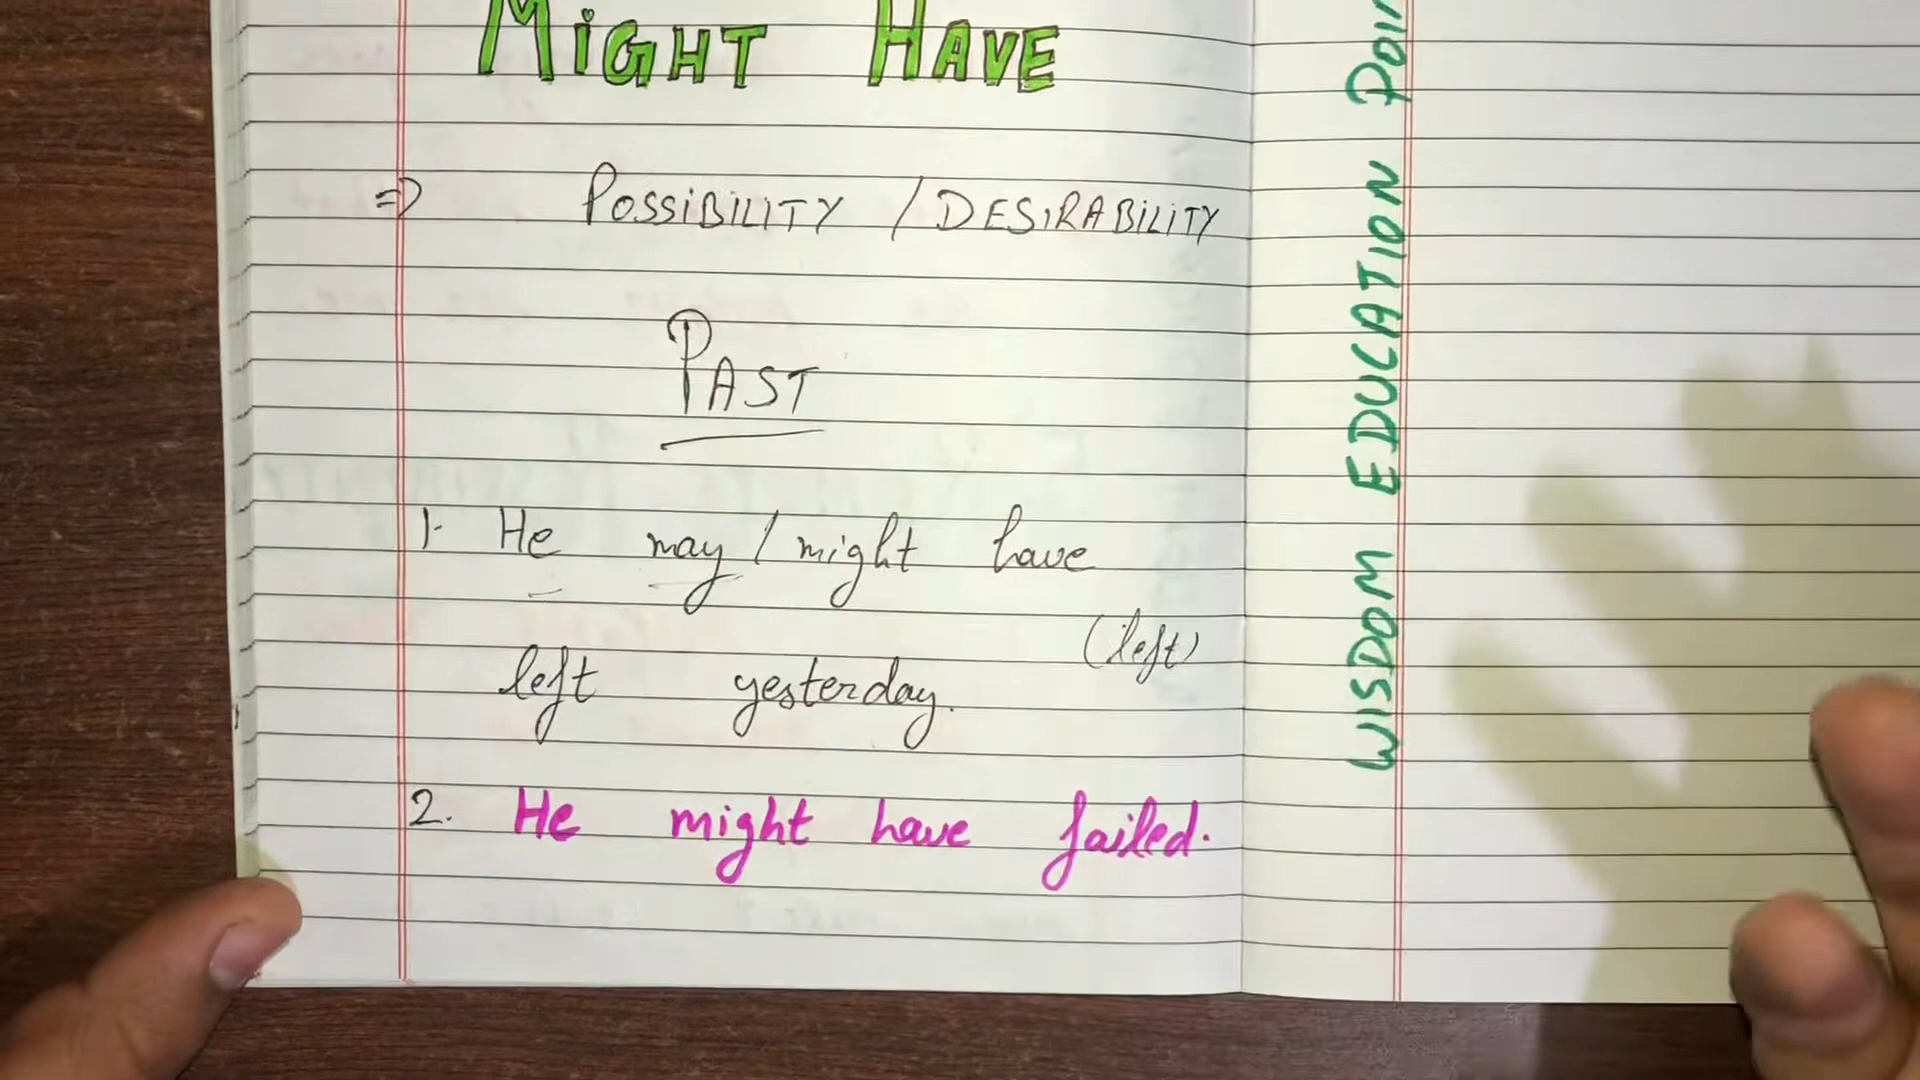 MIGHT HAVE
⇒ POSSIBILITY / DESIRABILITY
PAST
1. He may / might have
(left)
left yesterday.
2. He might have failed.
WISDOM EDUCATION